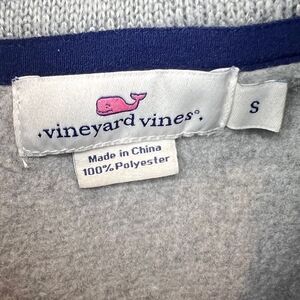 ·vineyard vines®.
S
Made in China
100% Polyester